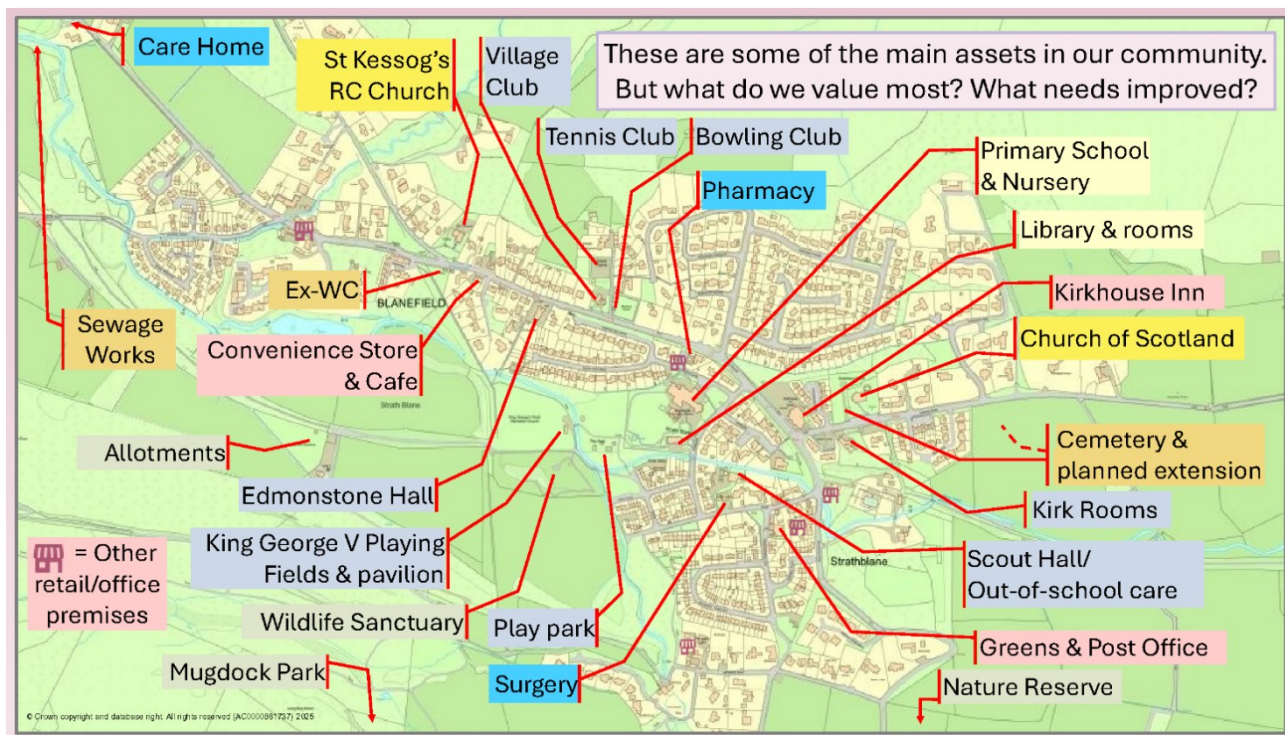 Care Home
St Kessog's
RC Church
Village
Club
These are some of the main assets in our community.
But what do we value most? What needs improved?
Tennis Club
Bowling Club
Pharmacy
Primary School
& Nursery
Library & rooms
Kirkhouse Inn
Church of Scotland
Ex-WC
BLANEFIELD
Sewage
Works
Convenience Store
& Cafe
Strath Blane
Allotments
Cemetery &
planned extension
Edmonstone Hall
Kirk Rooms
King George V Playing
Fields & pavilion
= Other
retail/office
premises
Strathblane
Scout Hall/
Out-of-school care
Wildlife Sanctuary
Play park
Greens & Post Office
Mugdock Park
Surgery
Nature Reserve
© Crown copyright and database right. All rights reserved (AC0000851737) 2025